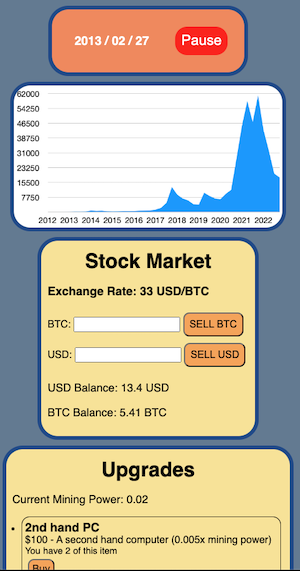 2013 / 02 / 27
Pause
62000
54250
46500
38750
31000
23250
15500
7750
2012 2013 2014 2015 2016 2017 2018 2019 2020 2021 2022
Stock Market
Exchange Rate: 33 USD/BTC
BTC: SELL BTC
USD: SELL USD
USD Balance: 13.4 USD
BTC Balance: 5.41 BTC
Upgrades
Current Mining Power: 0.02
2nd hand PC
$100 - A second hand computer (0.005x mining power)
You have 2 of this item
Buy